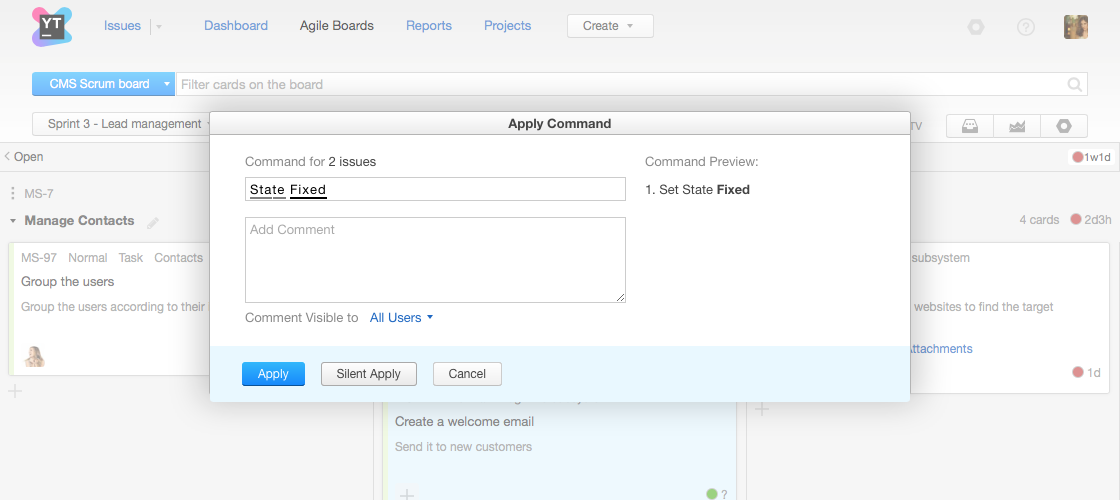 YT
Issues Dashboard Agile Boards Reports Projects Create
CMS Scrum board Filter cards on the board
Sprint 3 - Lead management TV
Apply Command
Open 1w1d
Command for 2 issues Command Preview:
State Fixed 1. Set State Fixed
MS-7
Manage Contacts 4 cards 2d3h
Add Comment
MS-97 Normal Task Contacts subsystem
Group the users
Group the users according to their websites to find the target
Comment Visible to All Users
Attachments
Apply Silent Apply Cancel 1d
Create a welcome email
Send it to new customers
?